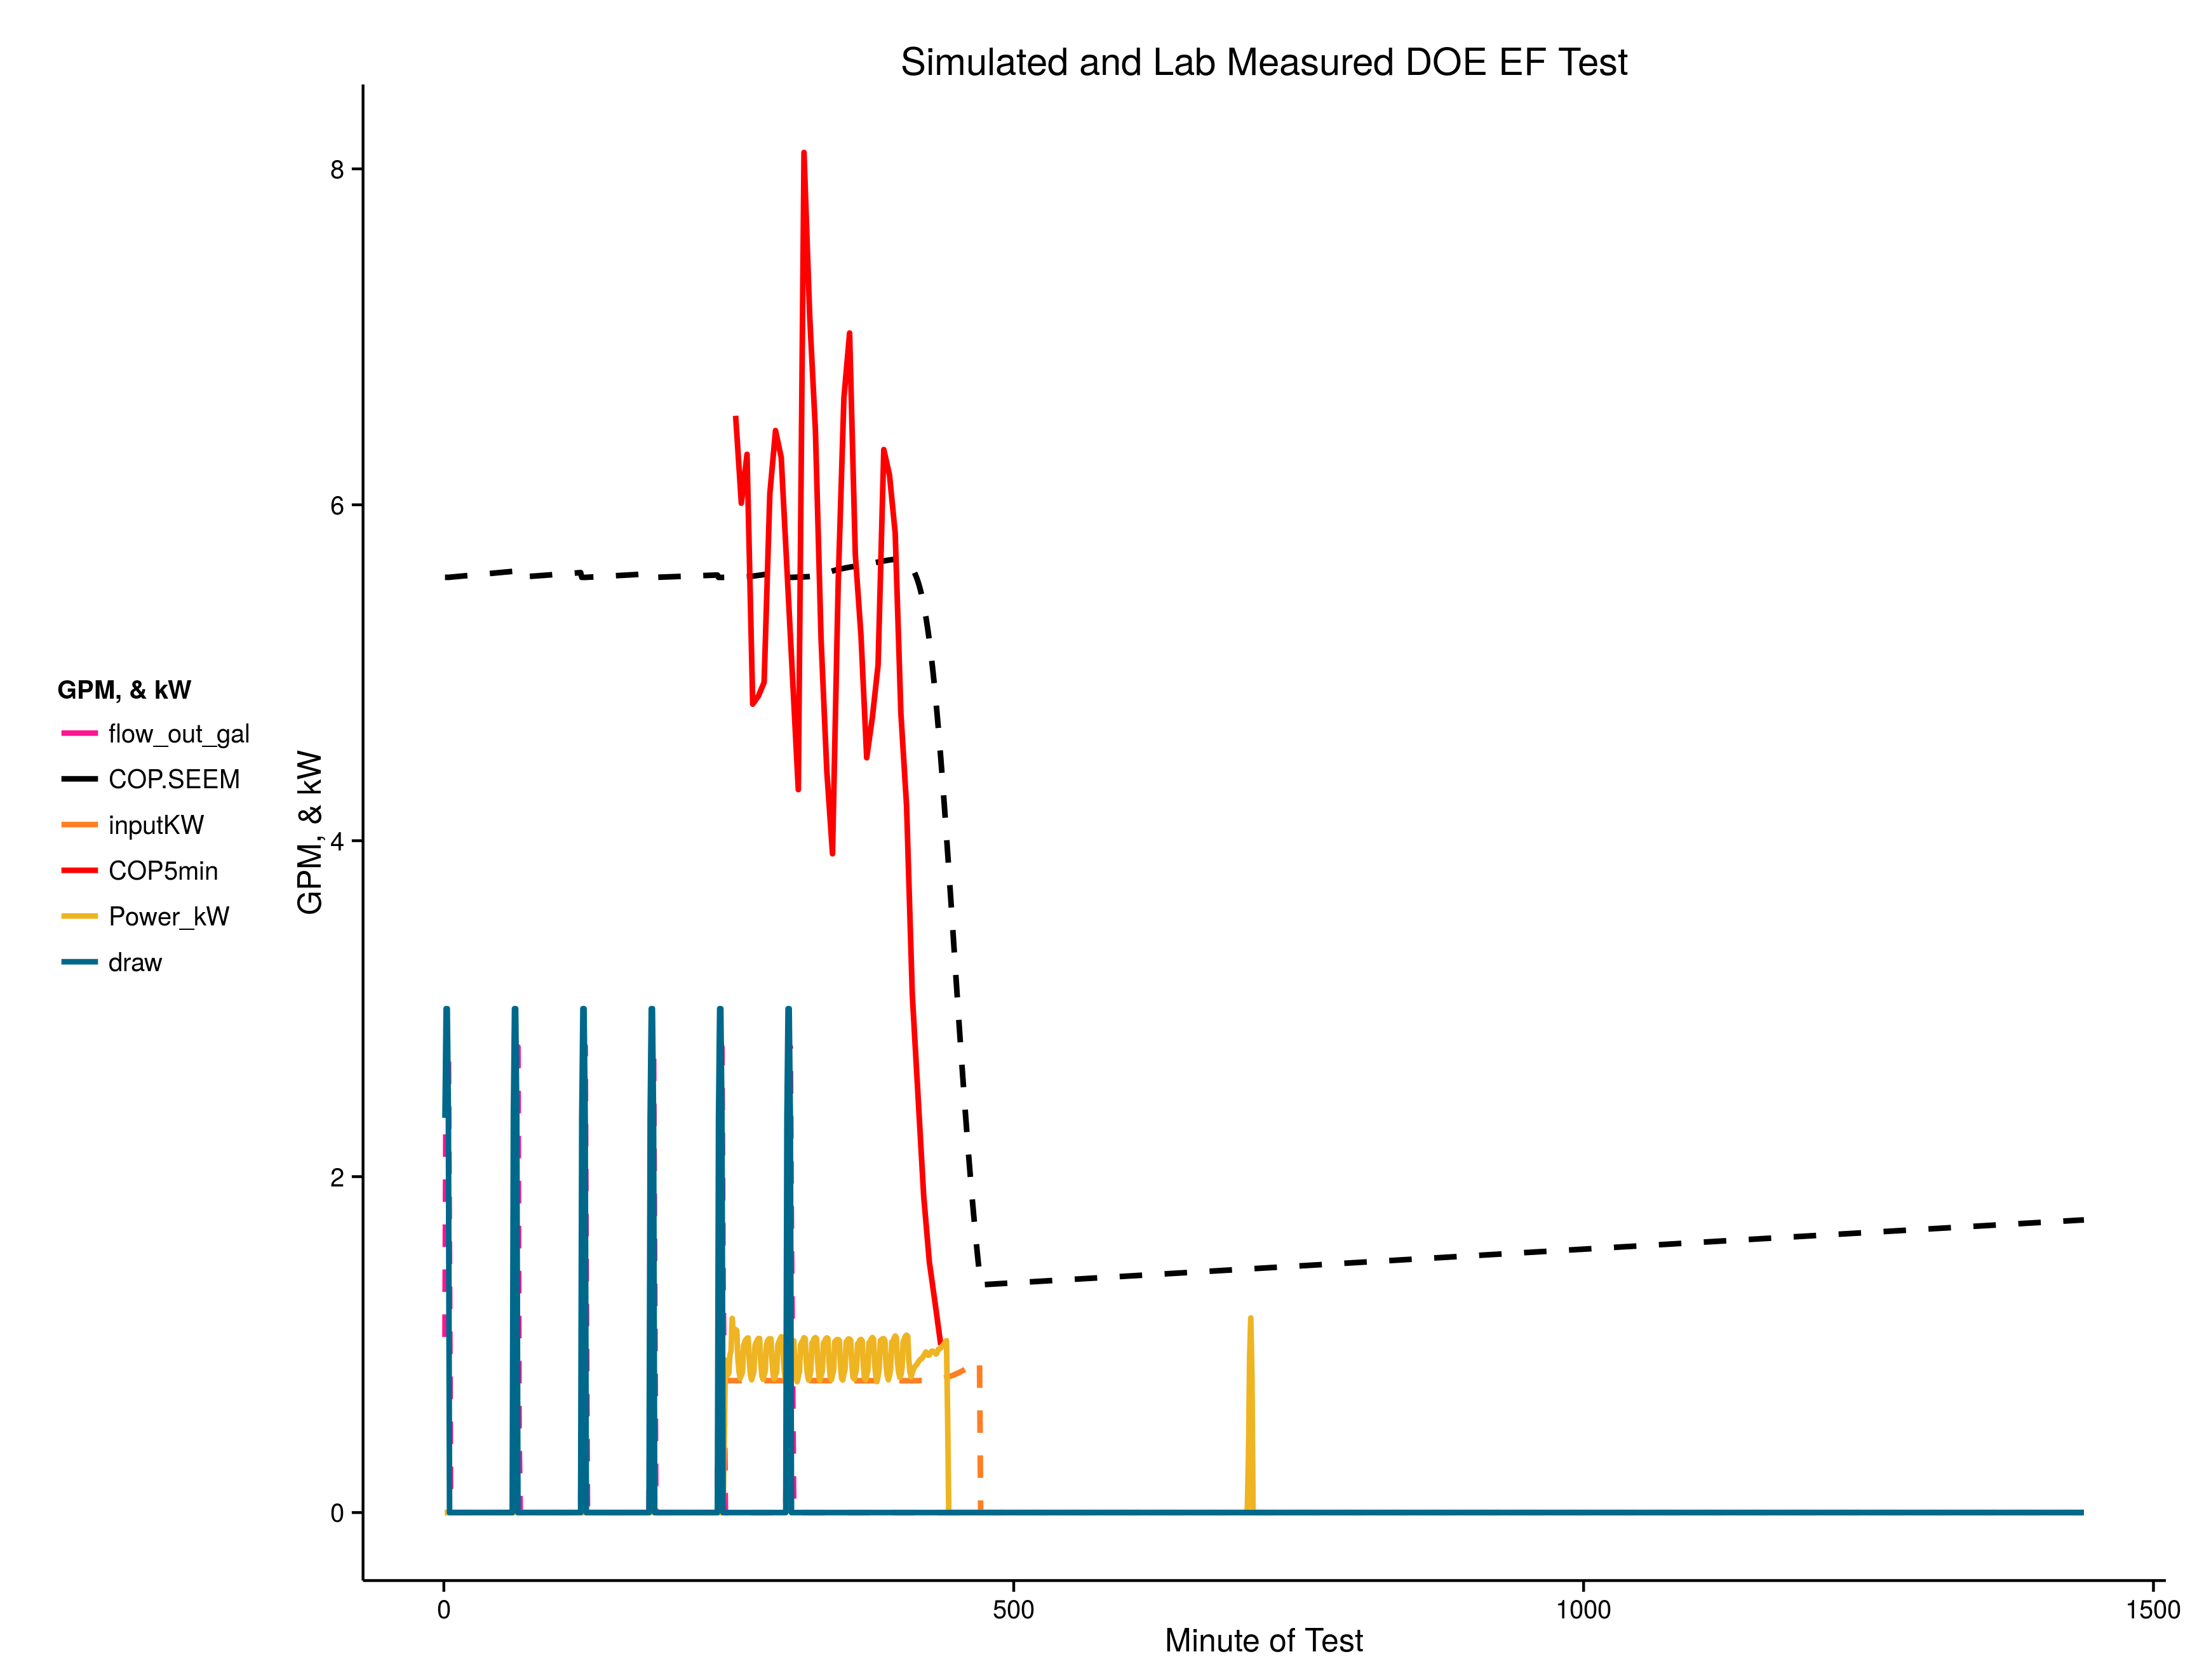 Simulated and Lab Measured DOE EF Test
GPM, & kW
flow_out_gal
COP.SEEM
inputKW
COP5min
Power_kW
draw
GPM, & kW
8
6
4
2
0
0 500 1000 1500
Minute of Test